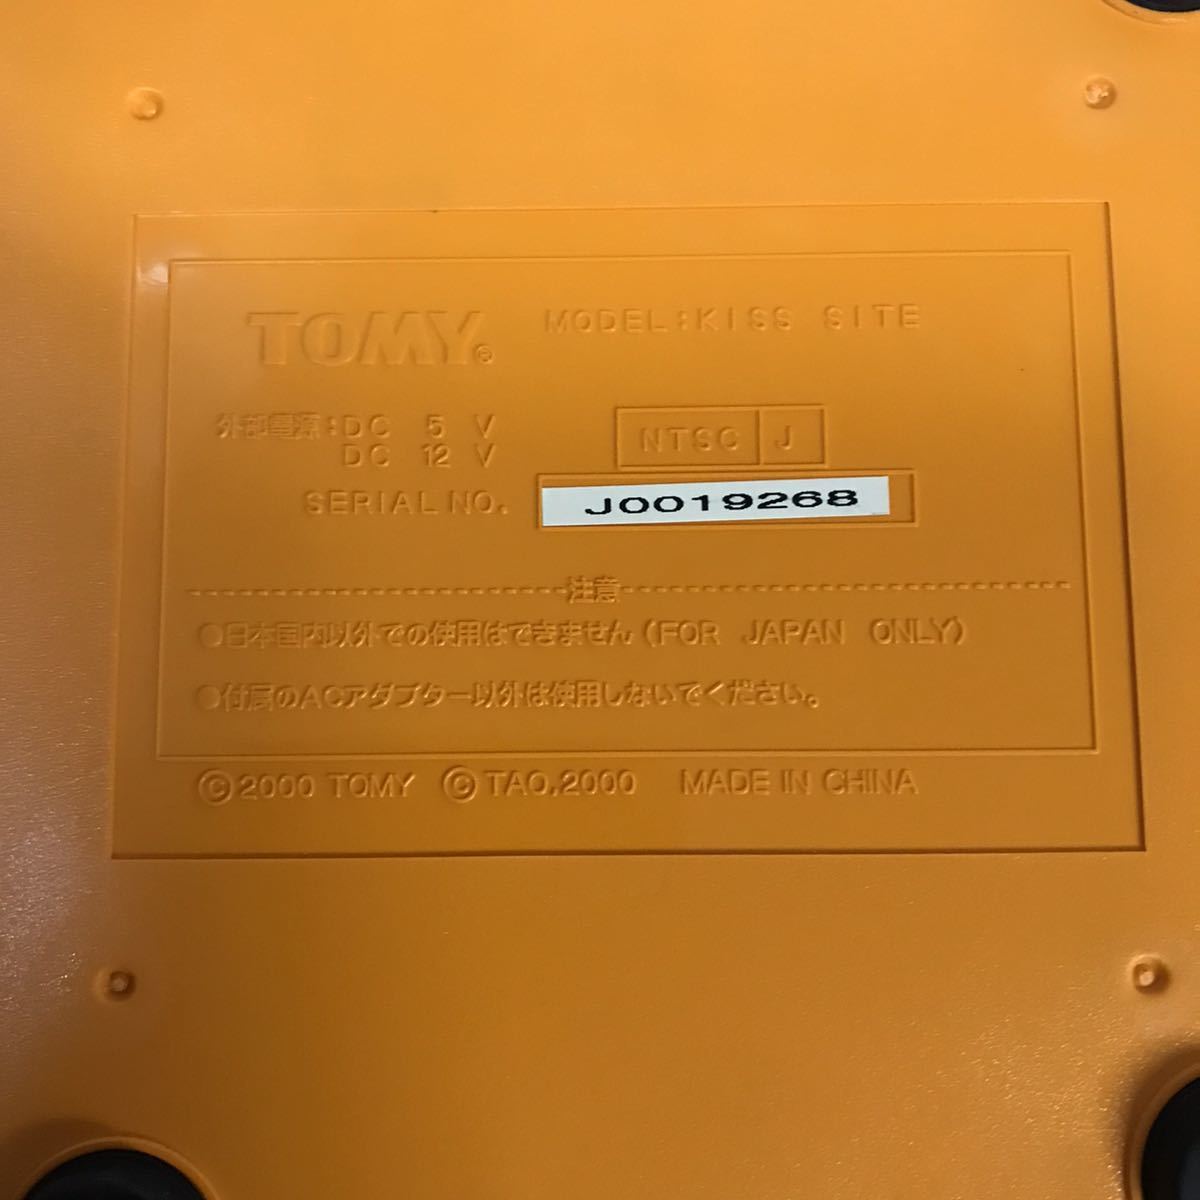 TOMY®
MODEL:KISS SITE
外部電源:DC 5 V
DC 12 V
NTSC J
SERIAL NO. J0019268
注意
●日本国内以外での使用はできません(FOR JAPAN ONLY)
●付属のACアダプター以外は使用しないでください。
©2000 TOMY ©TAO,2000 MADE IN CHINA